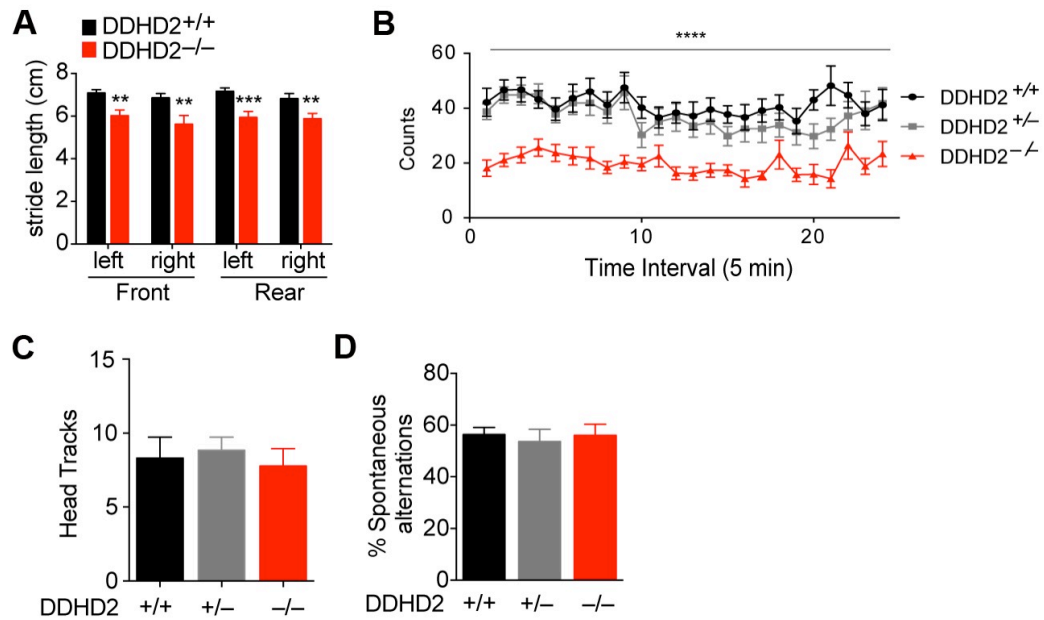 A
DDHD2+/+
DDHD2–/–
stride length (cm)
8
6
4
2
0
** ** *** **
left right left right
Front Rear
B
****
Counts
60
40
20
0
0 10 20
Time Interval (5 min)
DDHD2+/+
DDHD2+/–
DDHD2–/–
C
Head Tracks
15
10
5
0
DDHD2 +/+ +/– –/–
D
% Spontaneous
alternations
80
60
40
20
0
DDHD2 +/+ +/– –/–